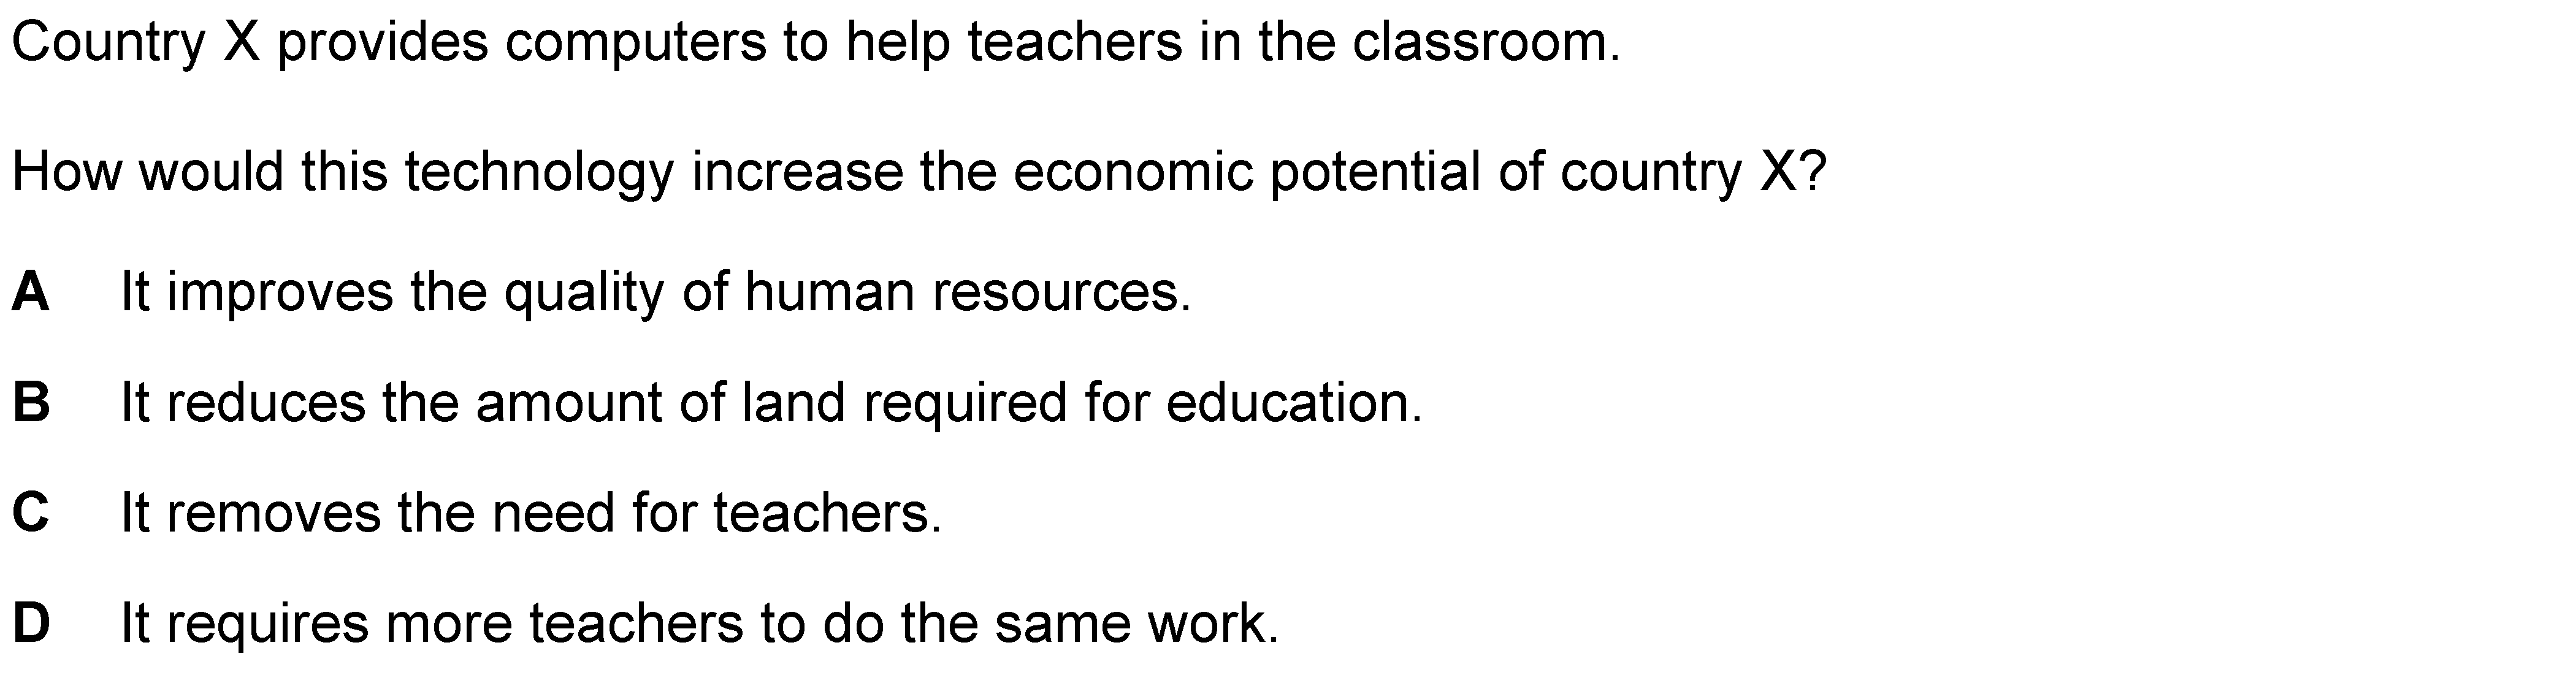 Country X provides computers to help teachers in the classroom.
How would this technology increase the economic potential of country X?
A It improves the quality of human resources.
B It reduces the amount of land required for education.
C It removes the need for teachers.
D It requires more teachers to do the same work.